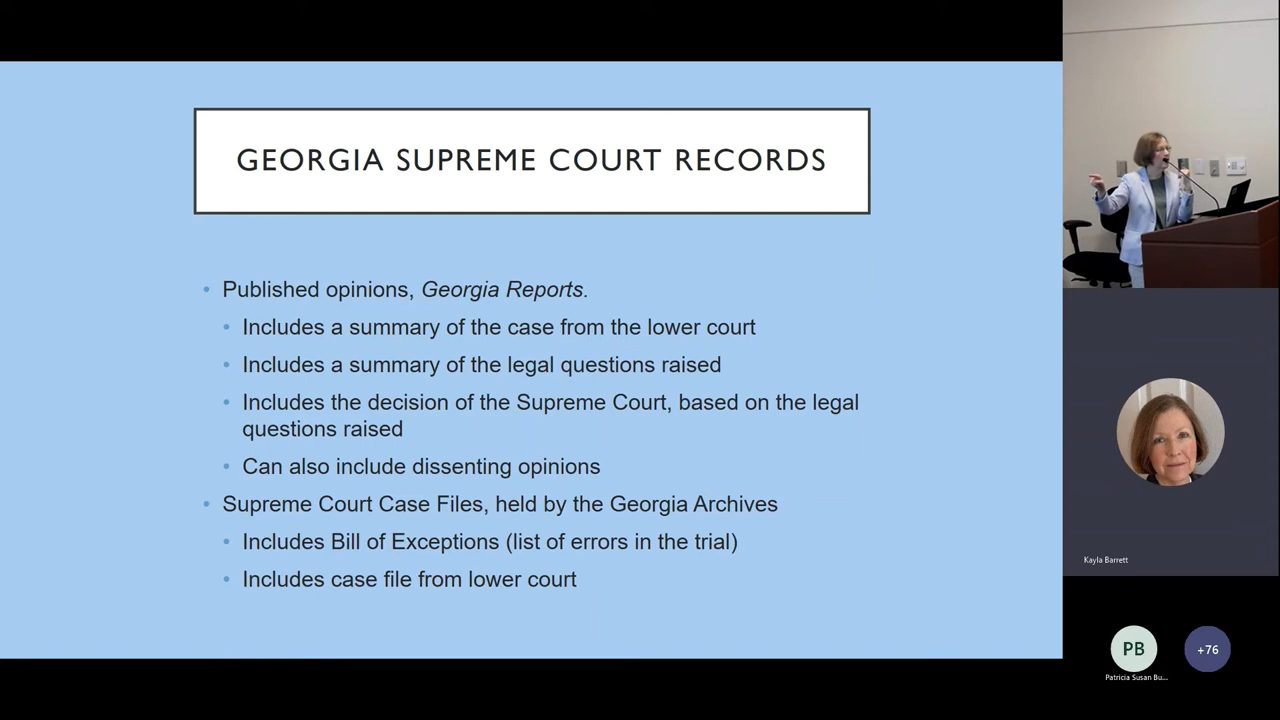 GEORGIA SUPREME COURT RECORDS
• Published opinions, Georgia Reports.
• Includes a summary of the case from the lower court
• Includes a summary of the legal questions raised
• Includes the decision of the Supreme Court, based on the legal
questions raised
• Can also include dissenting opinions
• Supreme Court Case Files, held by the Georgia Archives
• Includes Bill of Exceptions (list of errors in the trial)
• Includes case file from lower court
Kayla Barrett
PB
+76
Patricia Susan Bu...